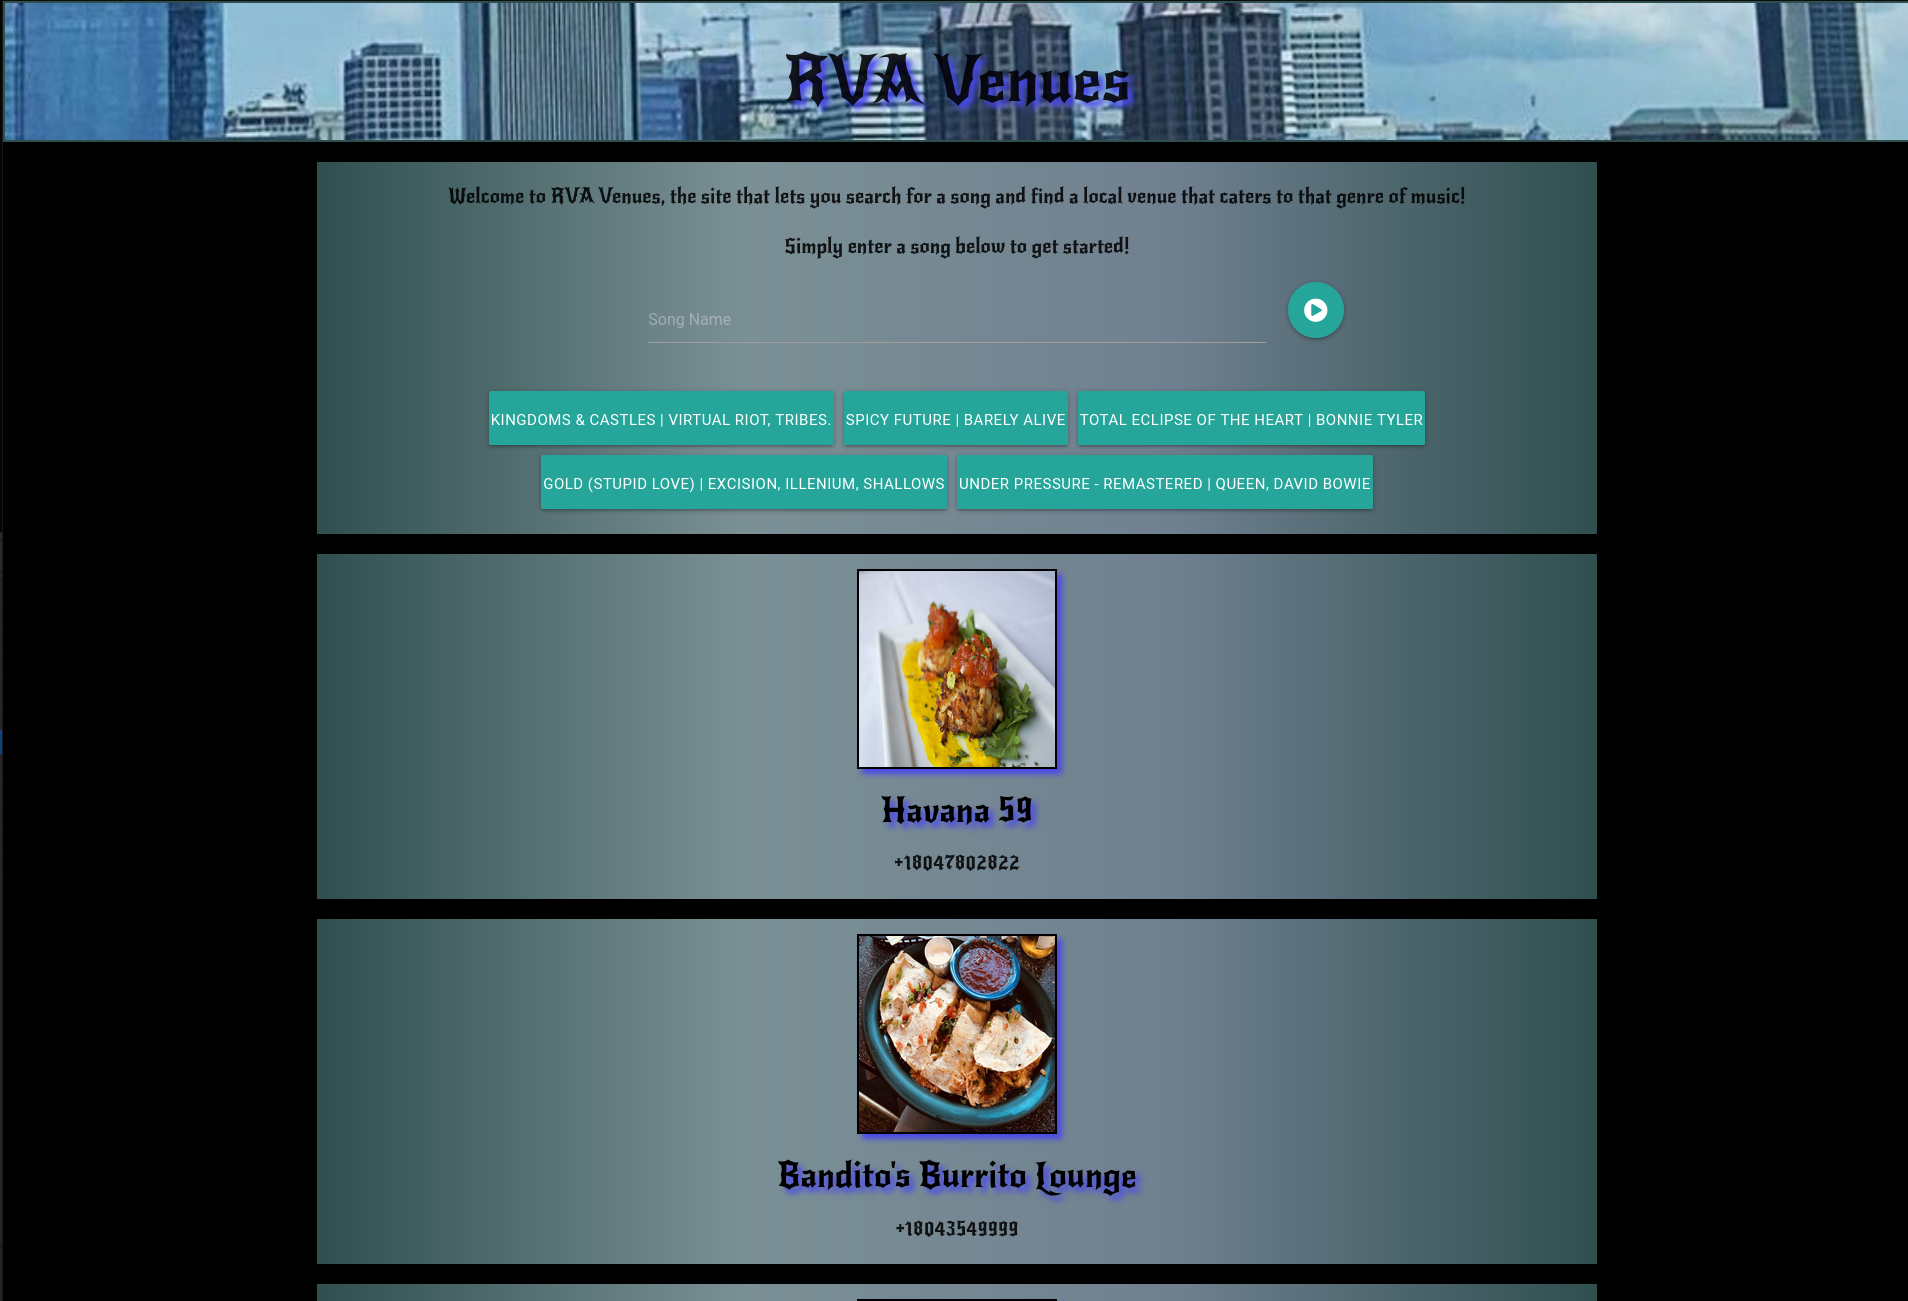 RVA Venues
Welcome to RVA Venues, the site that lets you search for a song and find a local venue that caters to that genre of music!
Simply enter a song below to get started!
Song Name
KINGDOMS & CASTLES | VIRTUAL RIOT, TRIBES.
SPICY FUTURE | BARELY ALIVE
TOTAL ECLIPSE OF THE HEART | BONNIE TYLER
GOLD (STUPID LOVE) | EXCISION, ILLENIUM, SHALLOWS
UNDER PRESSURE - REMASTERED | QUEEN, DAVID BOWIE
Havana 59
+18047802822
Bandito's Burrito Lounge
+18043549999